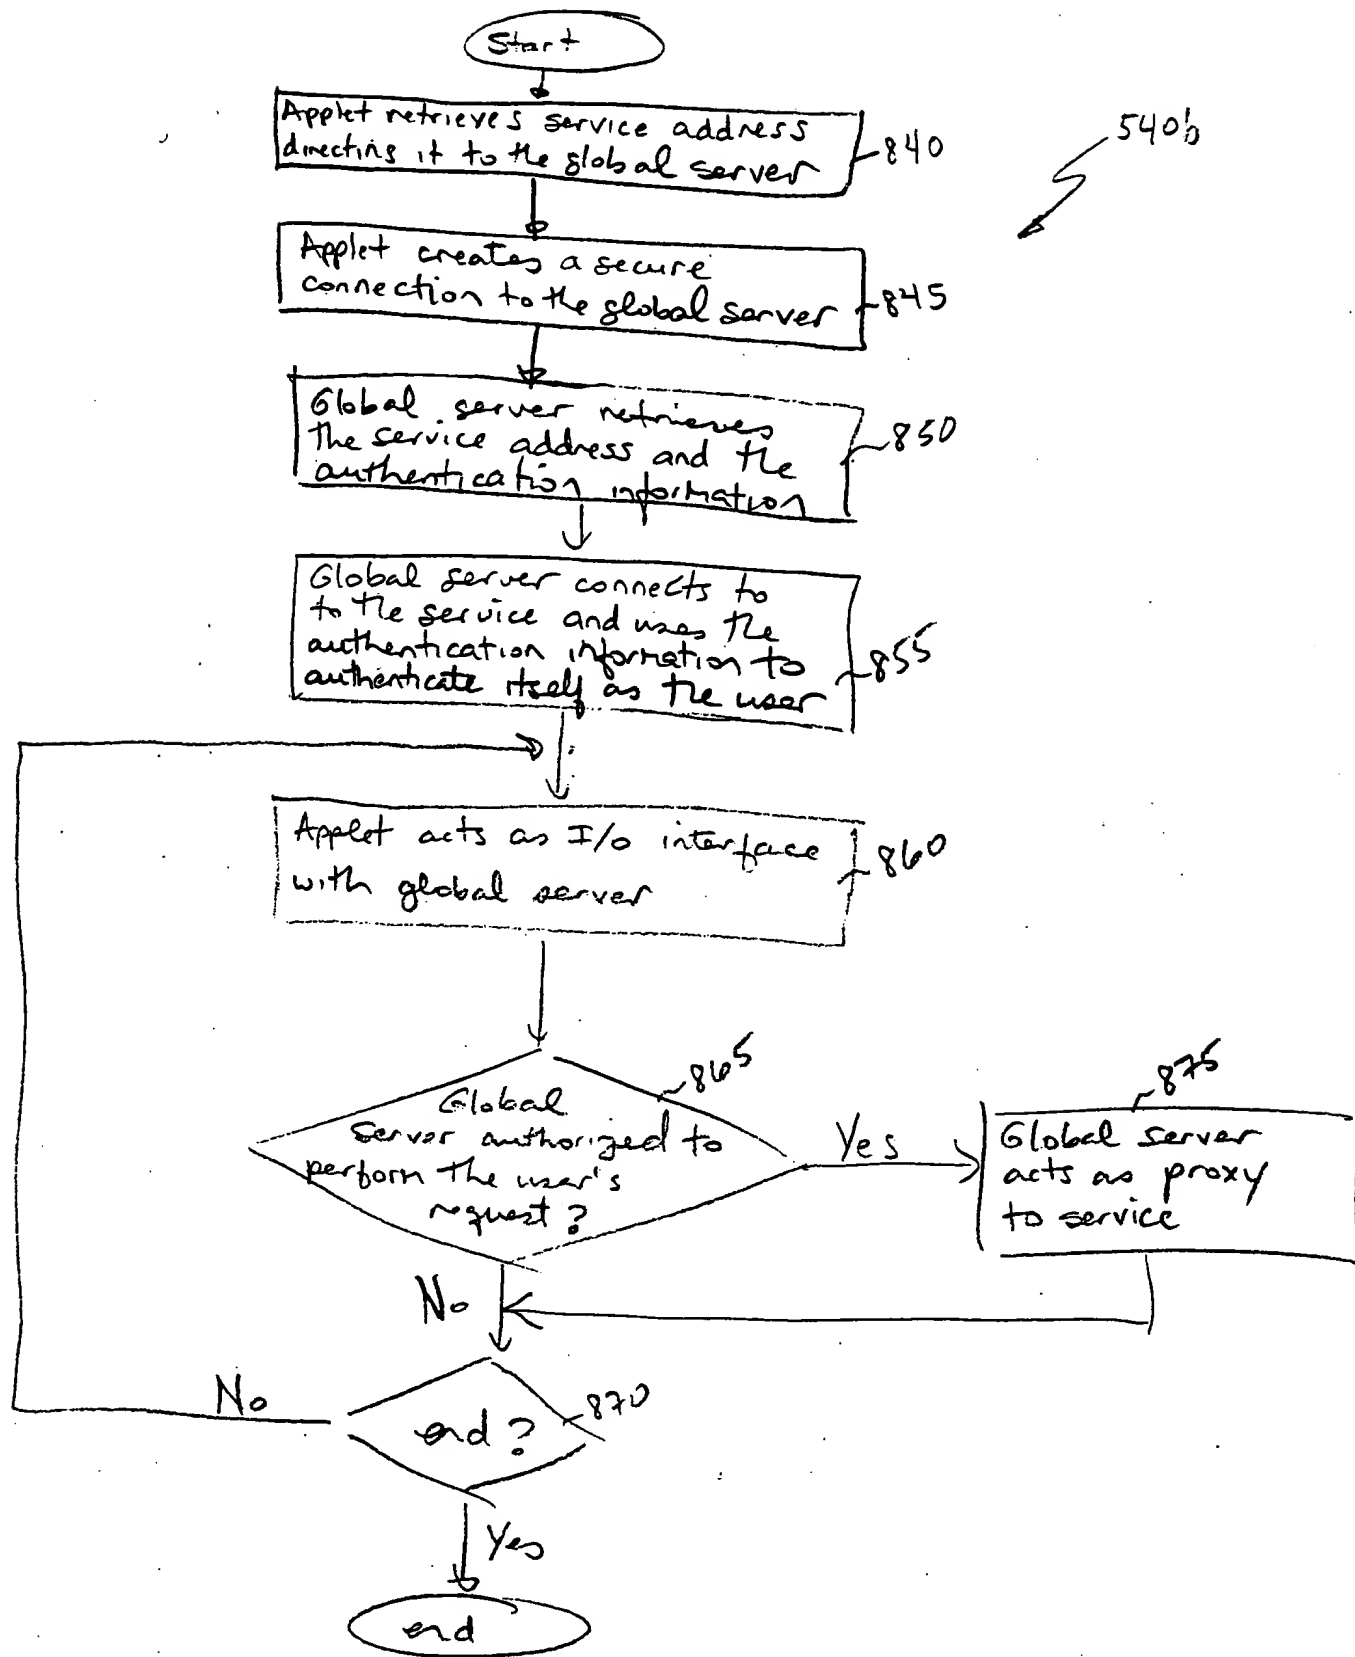 Start
Applet retrieves service address
directing it to the global server
840
540b
Applet creates a secure
connection to the global server
845
Global server retrieves
the service address and the
authentication information
850
Global server connects to
to the service and uses the
authentication information to
authenticate itself as the user
855
Applet acts as I/O interface
with global server
860
865
Global
server authorized to
perform the user's
request?
Yes
875
Global server
acts as proxy
to service
No
No
end?
870
Yes
end